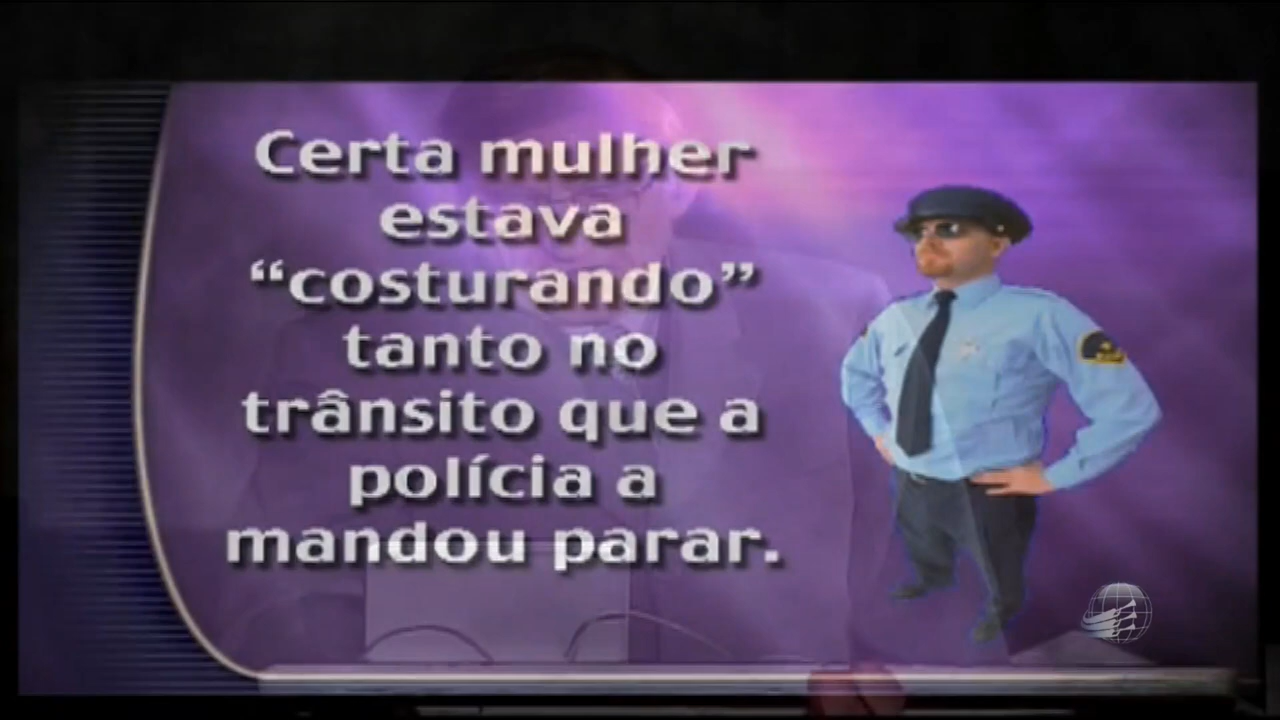 Certa mulher
estava
“costurando”
tanto no
trânsito que a
polícia a
mandou parar.